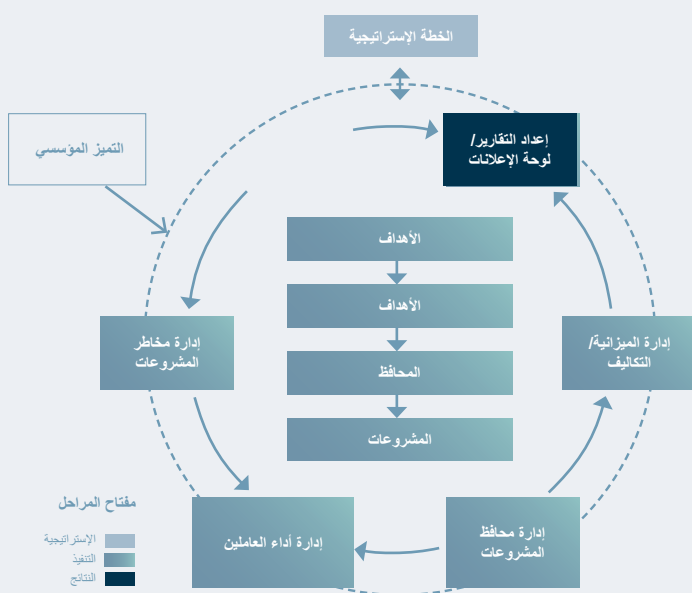 الخطة الإستراتيجية
إعداد التقارير/
لوحة الإعلانات
التميز المؤسسي
الأهداف
الأهداف
المحافظ
المشروعات
إدارة الميزانية/
التكاليف
إدارة مخاطر
المشروعات
إدارة محافظ
المشروعات
إدارة أداء العاملين
مفتاح المراحل
الإستراتيجية
التنفيذ
النتائج